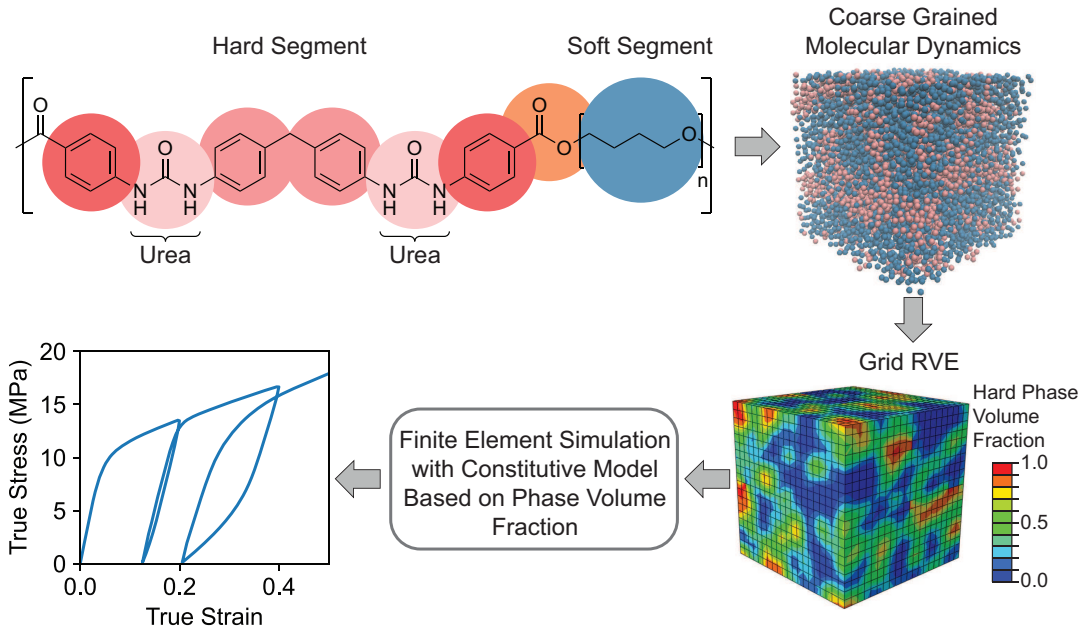 Hard Segment
Soft Segment
O
N
H
O
N
H
Urea
N
H
O
N
H
Urea
O
O
O
n
Coarse Grained
Molecular Dynamics
Grid RVE
Hard Phase
Volume
Fraction
1.0
0.5
0.0
Finite Element Simulation
with Constitutive Model
Based on Phase Volume
Fraction
True Stress (MPa)
20
15
10
5
0
0.0
0.2
0.4
True Strain